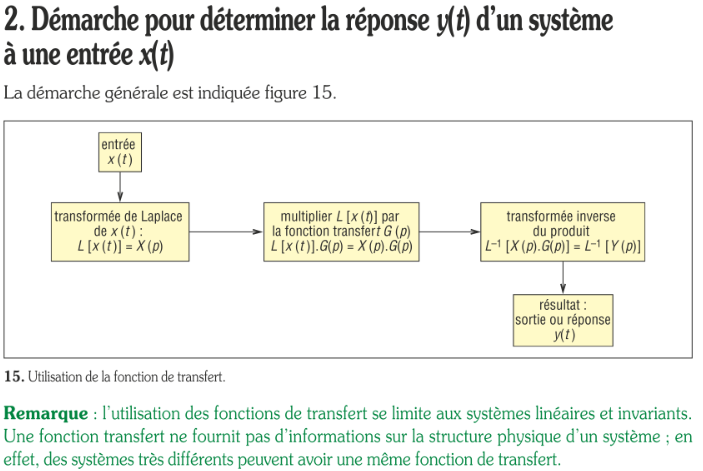 2. Démarche pour déterminer la réponse y(t) d'un système
à une entrée x(t)
La démarche générale est indiquée figure 15.
entrée
x(t)
transformée de Laplace
de x(t) :
L [x(t)] = X(p)
multiplier L [x(t)] par
la fonction transfert G (p)
L [x(t)].G(p) = X(p).G(p)
transformée inverse
du produit
L⁻¹ [X(p).G(p)] = L⁻¹ [Y(p)]
résultat :
sortie ou réponse
y(t)
15. Utilisation de la fonction de transfert.
Remarque : l'utilisation des fonctions de transfert se limite aux systèmes linéaires et invariants.
Une fonction transfert ne fournit pas d'informations sur la structure physique d'un système ; en
effet, des systèmes très différents peuvent avoir une même fonction de transfert.